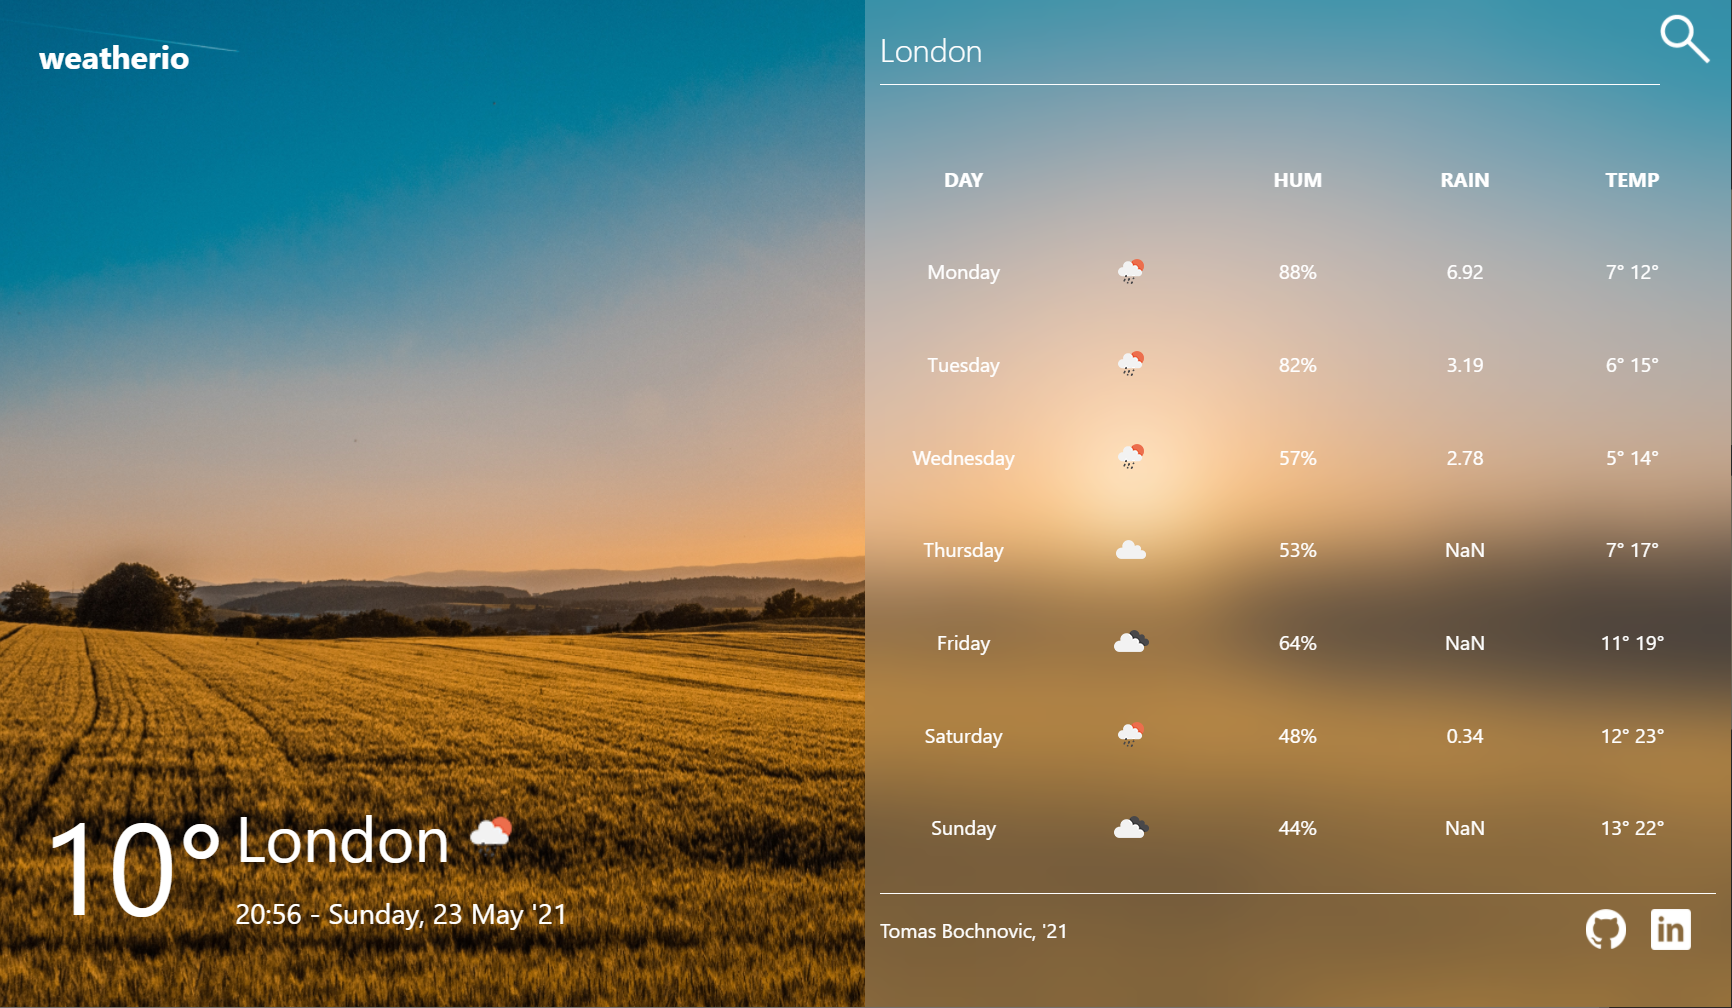 weatherio
10° London
20:56 - Sunday, 23 May '21
London
DAY HUM RAIN TEMP
Monday 88% 6.92 7° 12°
Tuesday 82% 3.19 6° 15°
Wednesday 57% 2.78 5° 14°
Thursday 53% NaN 7° 17°
Friday 64% NaN 11° 19°
Saturday 48% 0.34 12° 23°
Sunday 44% NaN 13° 22°
Tomas Bochnovic, '21
in